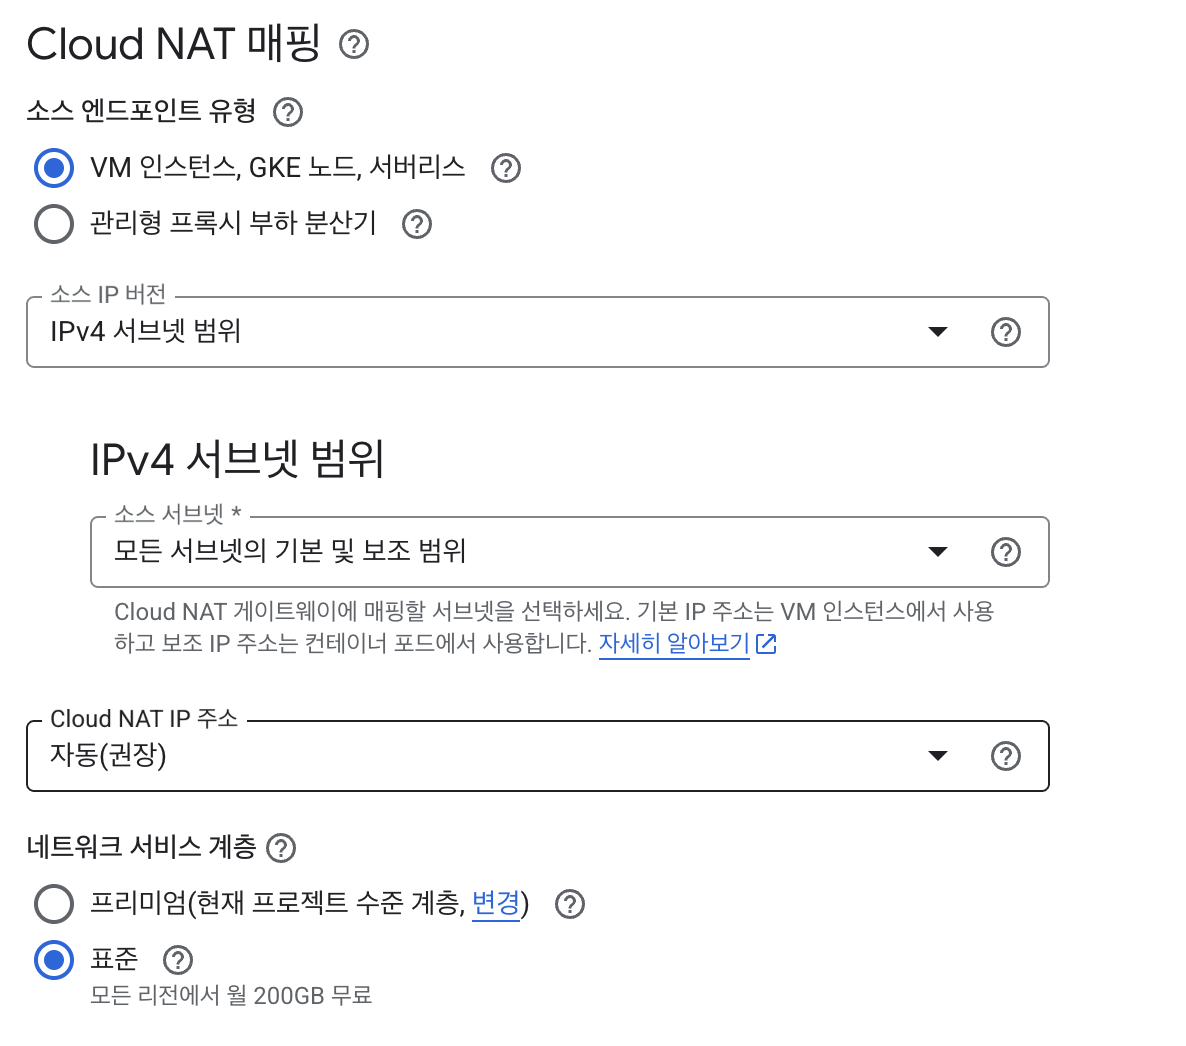 Cloud NAT 매핑
소스 엔드포인트 유형
VM 인스턴스, GKE 노드, 서버리스
관리형 프록시 부하 분산기
소스 IP 버전
IPv4 서브넷 범위
IPv4 서브넷 범위
소스 서브넷 *
모든 서브넷의 기본 및 보조 범위
Cloud NAT 게이트웨이에 매핑할 서브넷을 선택하세요. 기본 IP 주소는 VM 인스턴스에서 사용
하고 보조 IP 주소는 컨테이너 포드에서 사용합니다. 자세히 알아보기
Cloud NAT IP 주소
자동(권장)
네트워크 서비스 계층
프리미엄(현재 프로젝트 수준 계층, 변경)
표준
모든 리전에서 월 200GB 무료